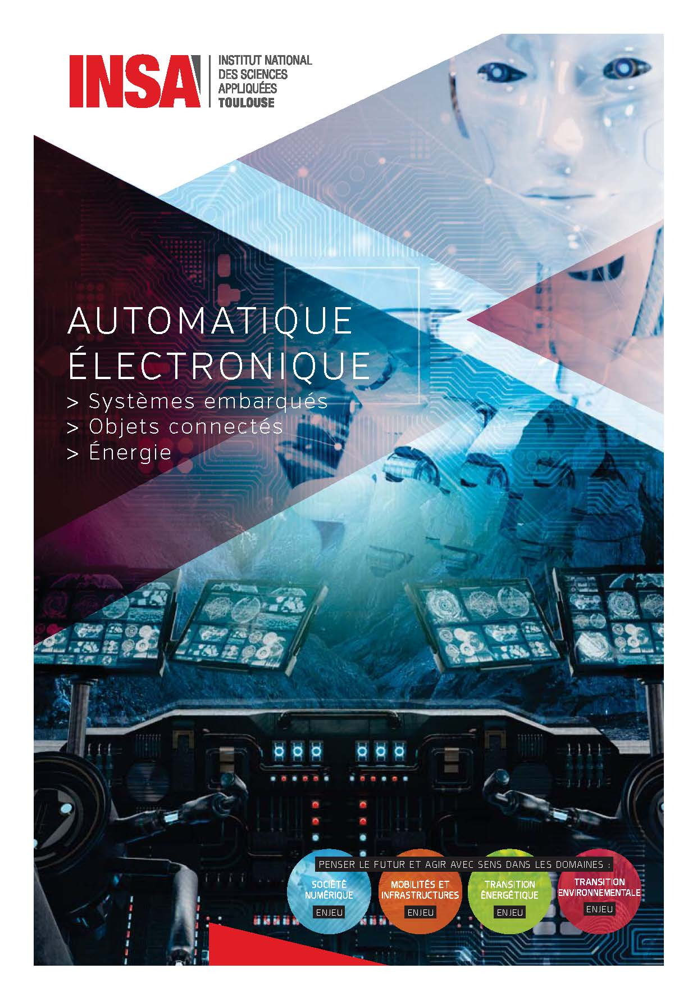 INSA
INSTITUT NATIONAL
DES SCIENCES
APPLIQUÉES
TOULOUSE
AUTOMATIQUE
ÉLECTRONIQUE
> Systèmes embarqués
> Objets connectés
> Énergie
PENSER LE FUTUR ET AGIR AVEC SENS DANS LES DOMAINES :
SOCIÉTÉ
NUMÉRIQUE
ENJEU
MOBILITÉS ET
INFRASTRUCTURES
ENJEU
TRANSITION
ÉNERGÉTIQUE
ENJEU
TRANSITION
ENVIRONNEMENTALE
ENJEU